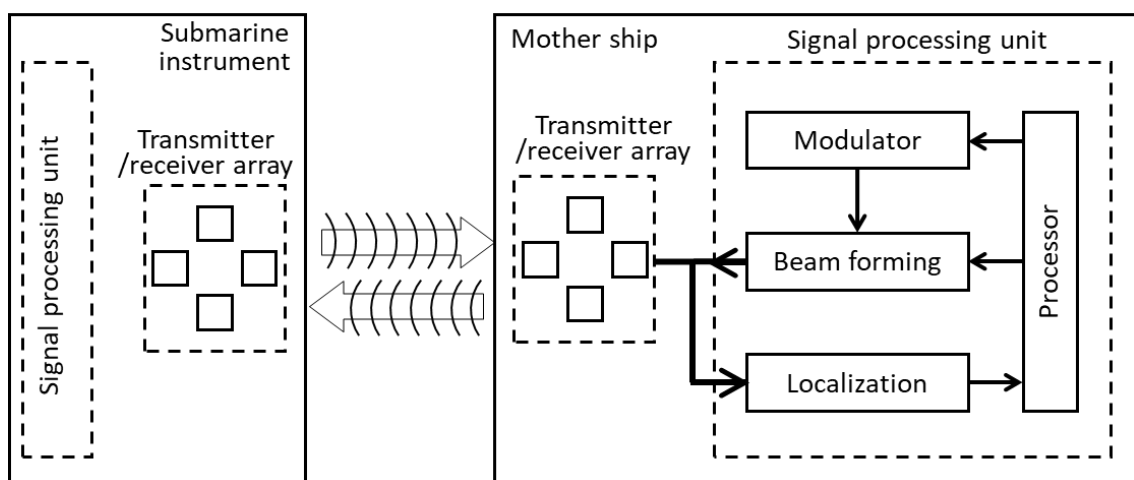 Submarine
instrument
Signal processing unit
Transmitter
/receiver array
Mother ship
Signal processing unit
Transmitter
/receiver array
Modulator
Beam forming
Localization
Processor